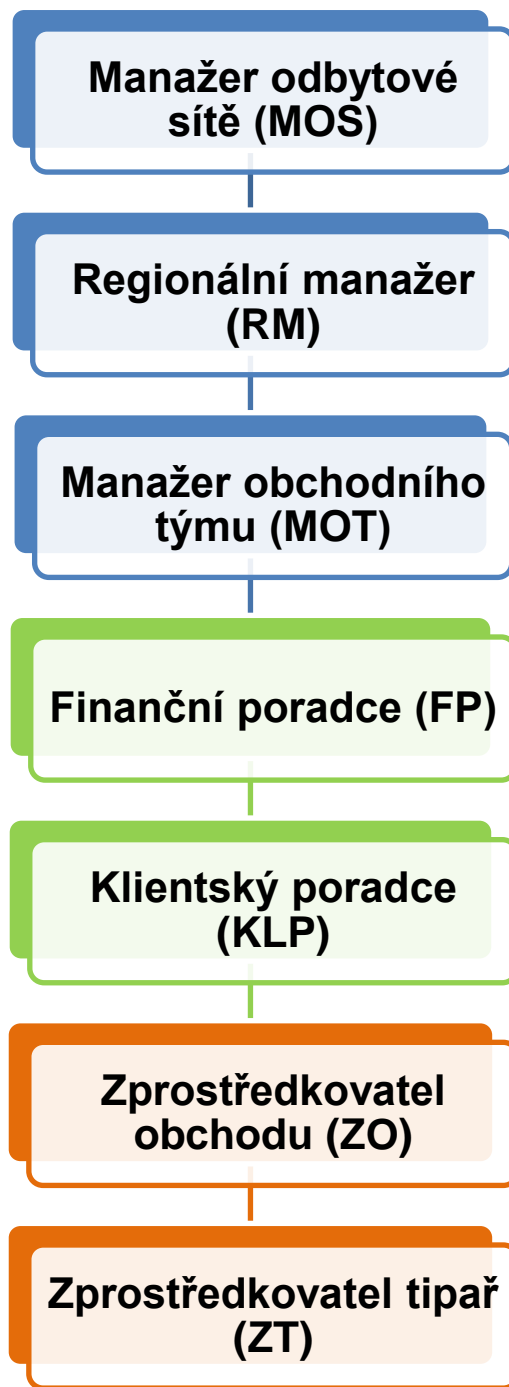 Manažer odbytové
sítě (MOS)
Regionální manažer
(RM)
Manažer obchodního
týmu (MOT)
Finanční poradce (FP)
Klientský poradce
(KLP)
Zprostředkovatel
obchodu (ZO)
Zprostředkovatel tipař
(ZT)